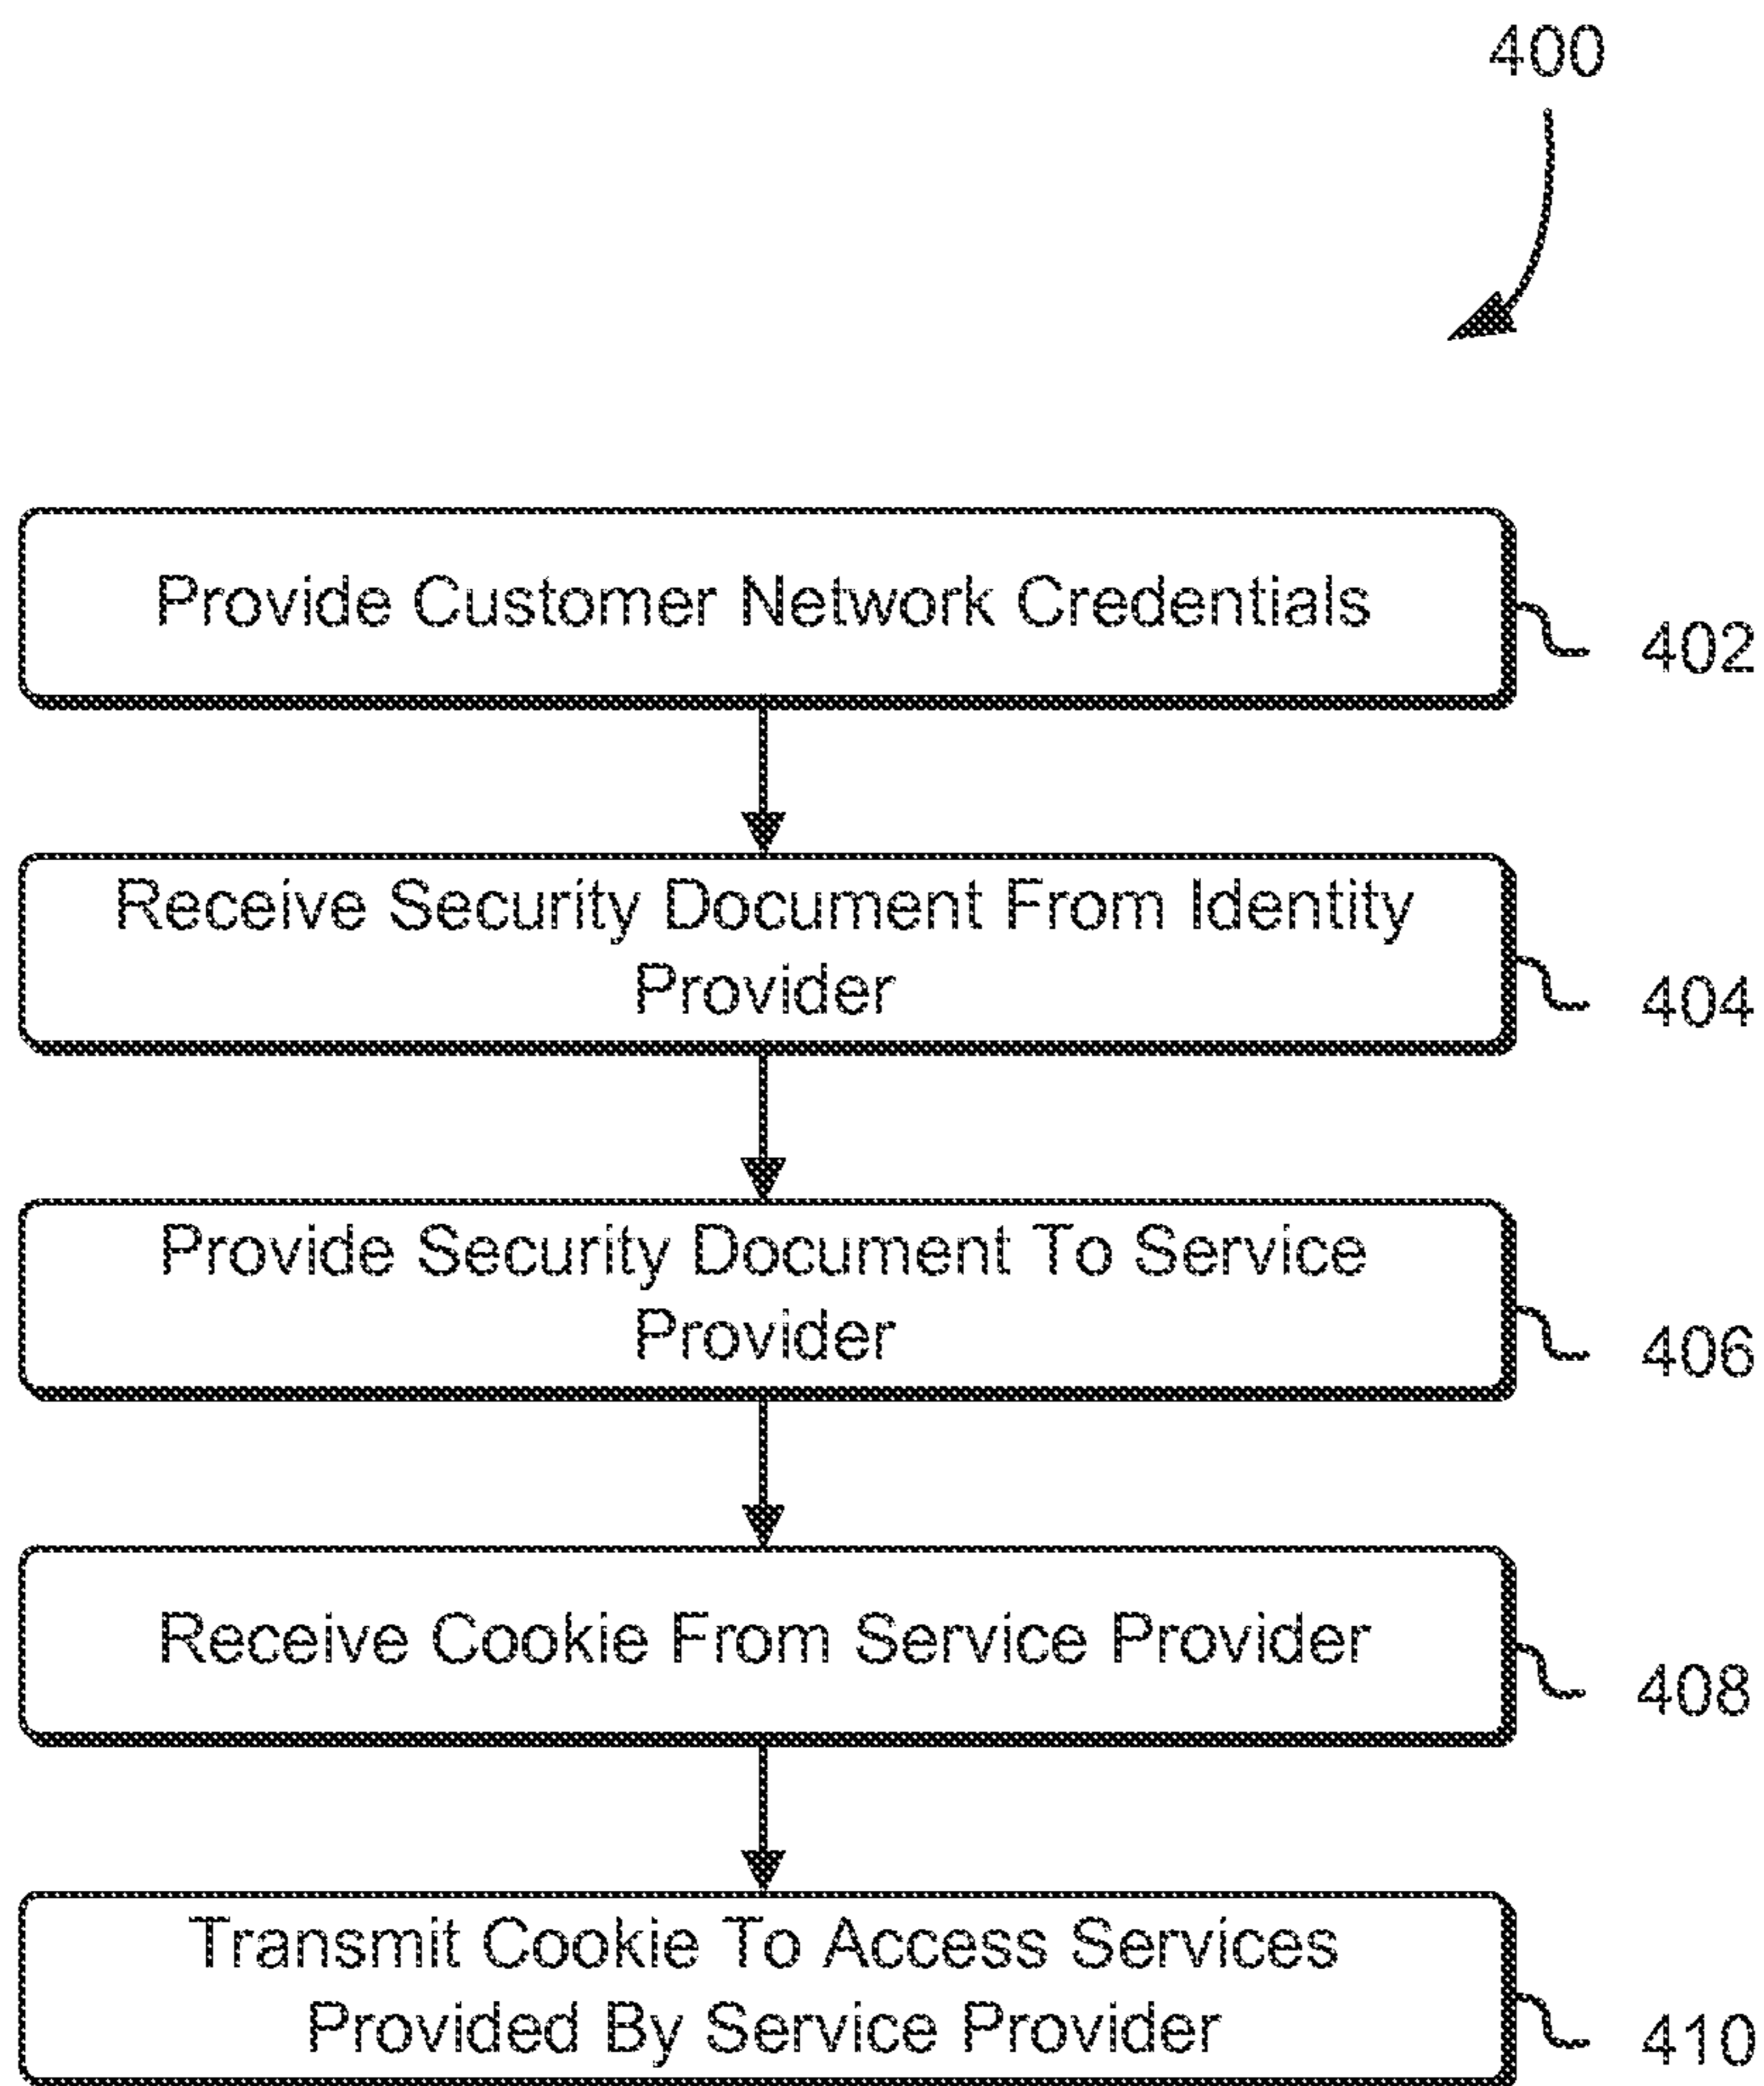 400
Provide Customer Network Credentials
402
Receive Security Document From Identity
Provider
404
Provide Security Document To Service
Provider
406
Receive Cookie From Service Provider
408
Transmit Cookie To Access Services
Provided By Service Provider
410